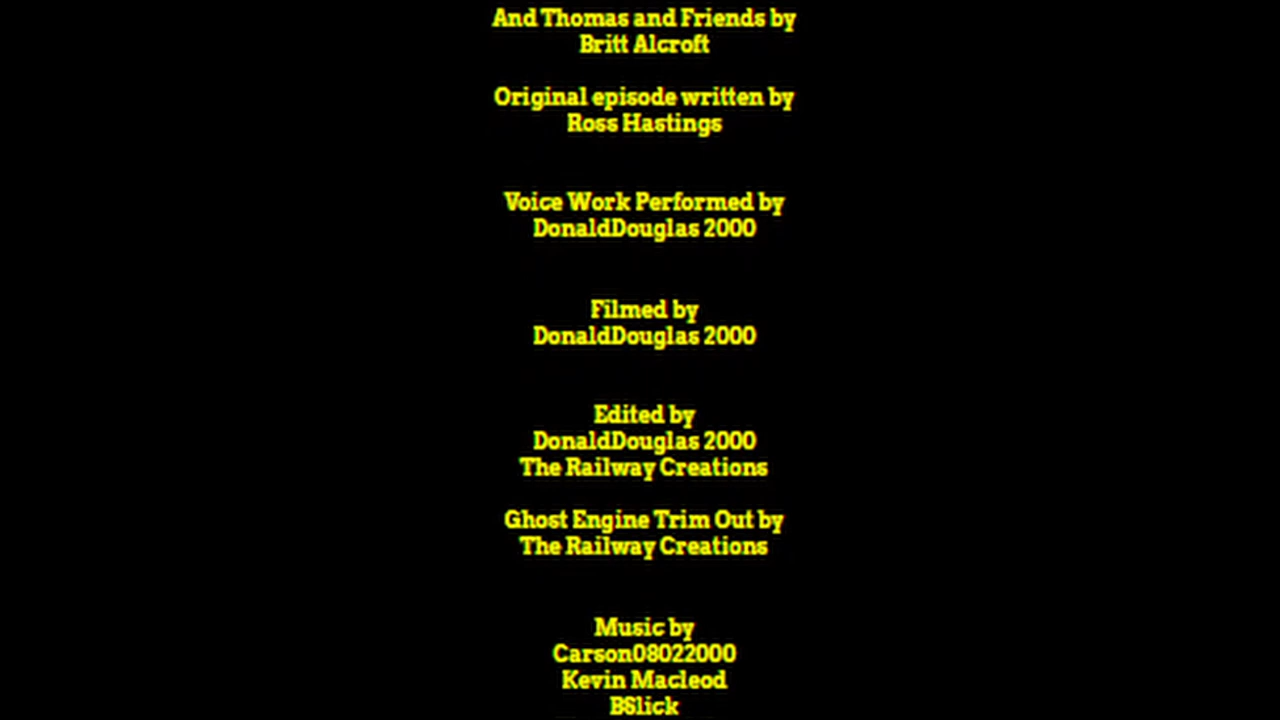 And Thomas and Friends by
Britt Alcroft
Original episode written by
Ross Hastings
Voice Work Performed by
DonaldDouglas 2000
Filmed by
DonaldDouglas 2000
Edited by
DonaldDouglas 2000
The Railway Creations
Ghost Engine Trim Out by
The Railway Creations
Music by
Carson08022000
Kevin Macleod
BSlick